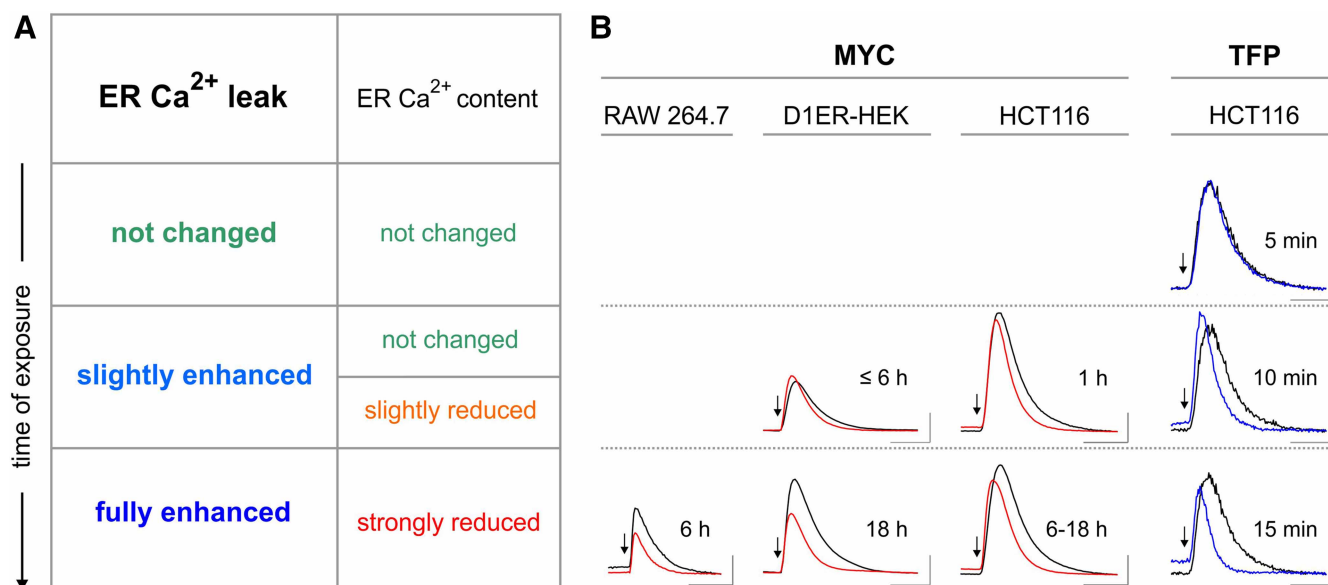 A
ER Ca2+ leak
ER Ca2+ content
time of exposure
not changed
not changed
slightly enhanced
not changed
slightly reduced
fully enhanced
strongly reduced
B
MYC
TFP
RAW 264.7
D1ER-HEK
HCT116
HCT116
5 min
≤ 6 h
1 h
10 min
6 h
18 h
6-18 h
15 min